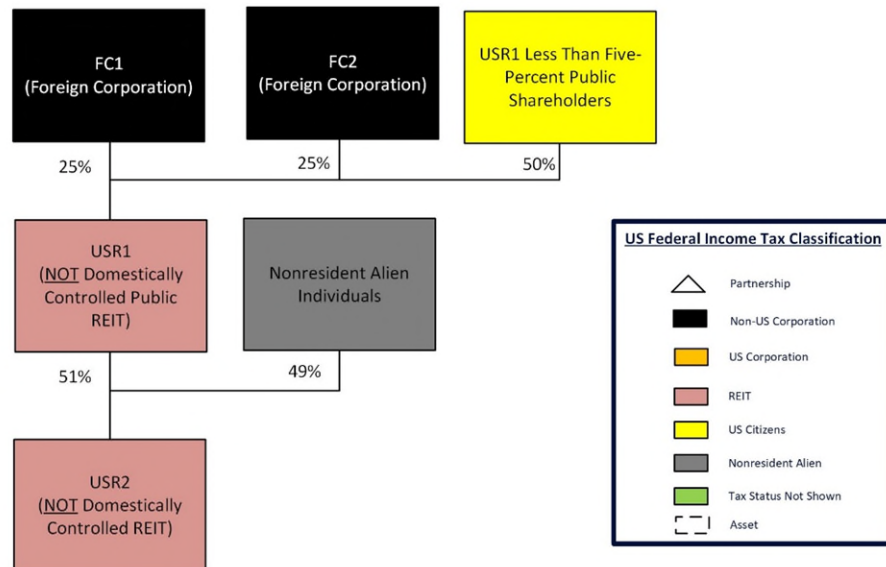 FC1
(Foreign Corporation)
FC2
(Foreign Corporation)
USR1 Less Than Five-
Percent Public
Shareholders
25%
25%
50%
USR1
(NOT Domestically
Controlled Public
REIT)
Nonresident Alien
Individuals
51%
49%
USR2
(NOT Domestically
Controlled REIT)
US Federal Income Tax Classification
Partnership
Non-US Corporation
US Corporation
REIT
US Citizens
Nonresident Alien
Tax Status Not Shown
Asset